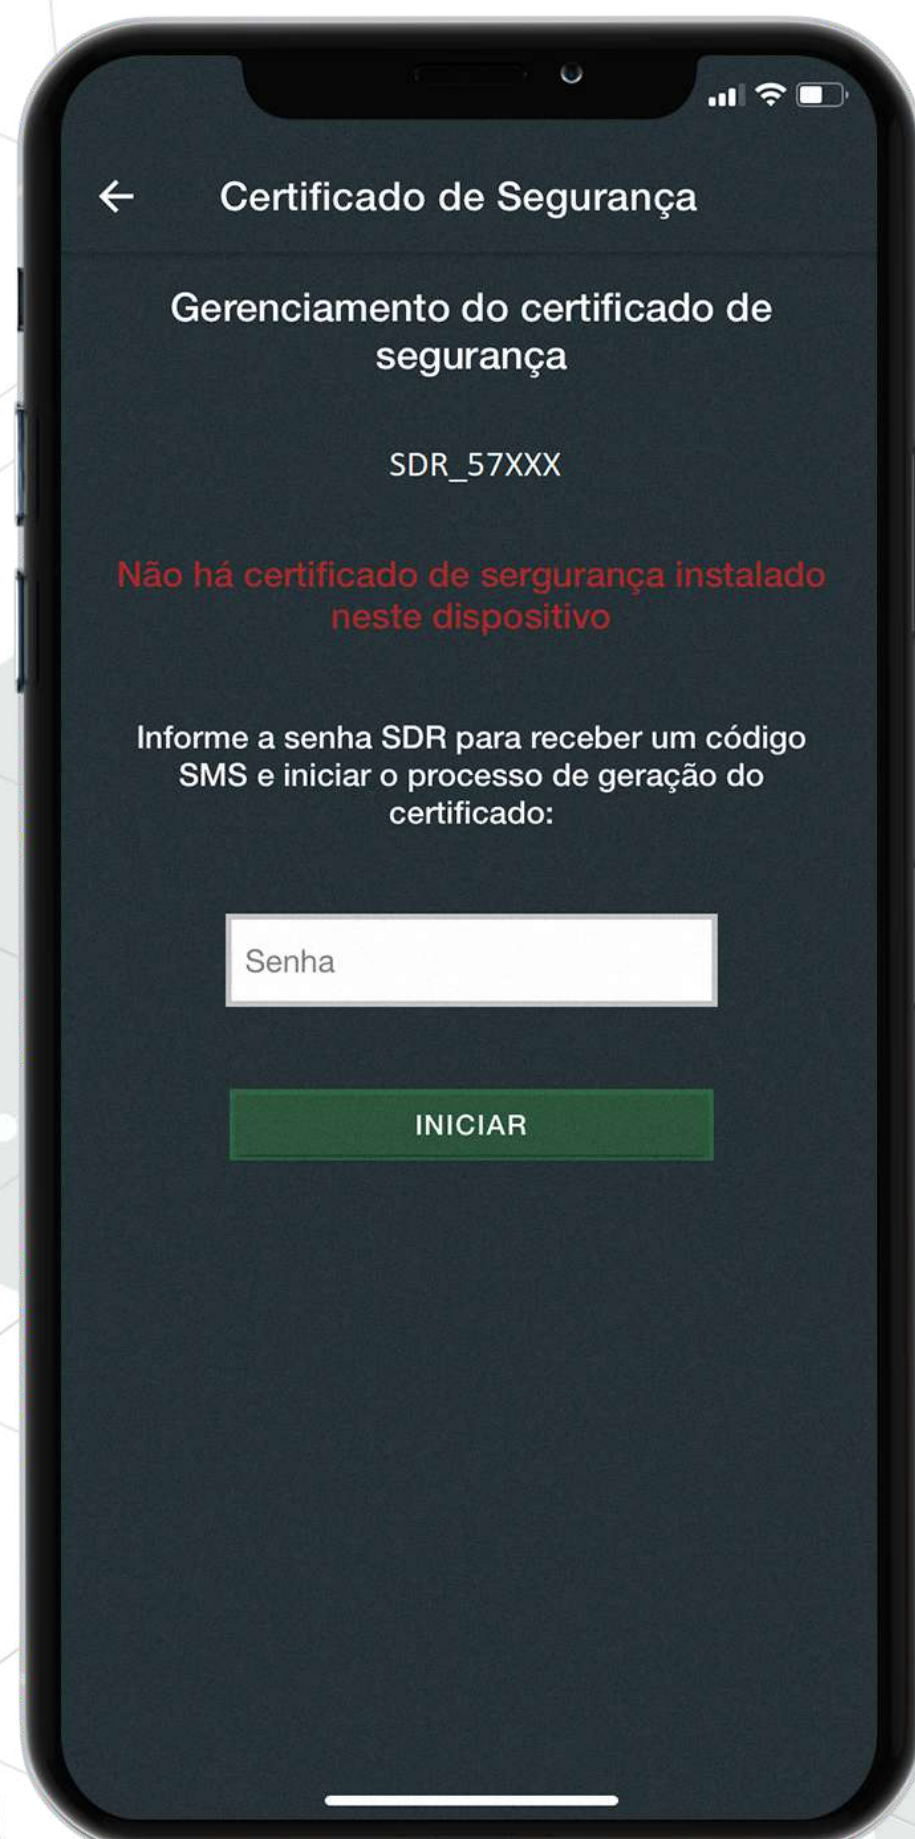 Certificado de Segurança
Gerenciamento do certificado de
segurança
SDR_57XXX
Não há certificado de sergurança instalado
neste dispositivo
Informe a senha SDR para receber um código
SMS e iniciar o processo de geração do
certificado:
Senha
INICIAR